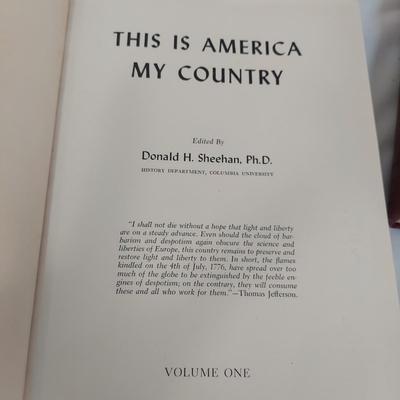 THIS IS AMERICA
MY COUNTRY
Edited By
Donald H. Sheehan, Ph.D.
HISTORY DEPARTMENT, COLUMBIA UNIVERSITY
"I shall not die without a hope that light and liberty
are on a steady advance. Even should the cloud of bar-
barism and despotism again obscure the science and
liberties of Europe, this country remains to preserve and
restore light and liberty to them. In short, the flames
kindled on the 4th of July, 1776, have spread over too
much of the globe to be extinguished by the feeble en-
gines of despotism; on the contrary, they will consume
these and all who work for them."—Thomas Jefferson.
VOLUME ONE